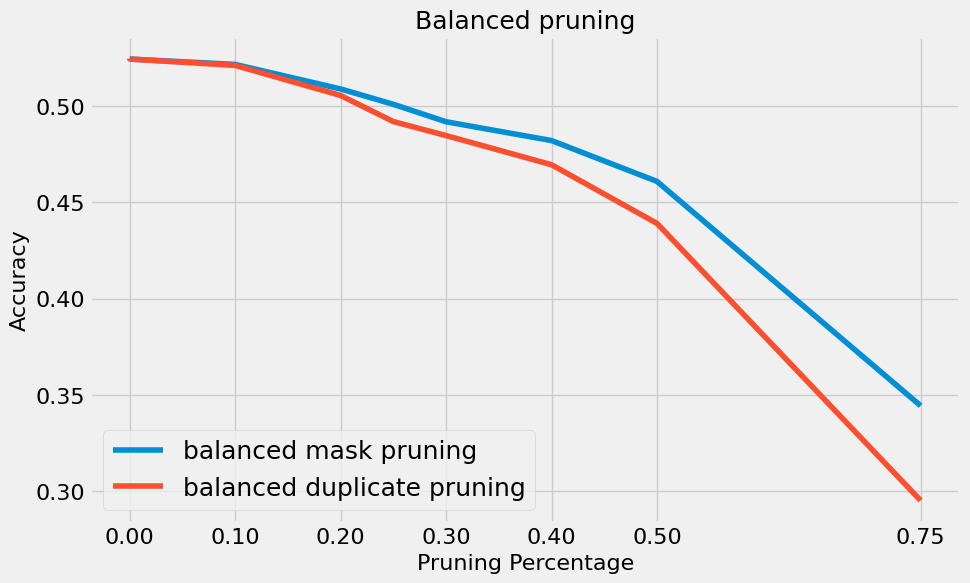 Balanced pruning
Accuracy
0.50
0.45
0.40
0.35
0.30
balanced mask pruning
balanced duplicate pruning
0.00 0.10 0.20 0.30 0.40 0.50 0.75
Pruning Percentage